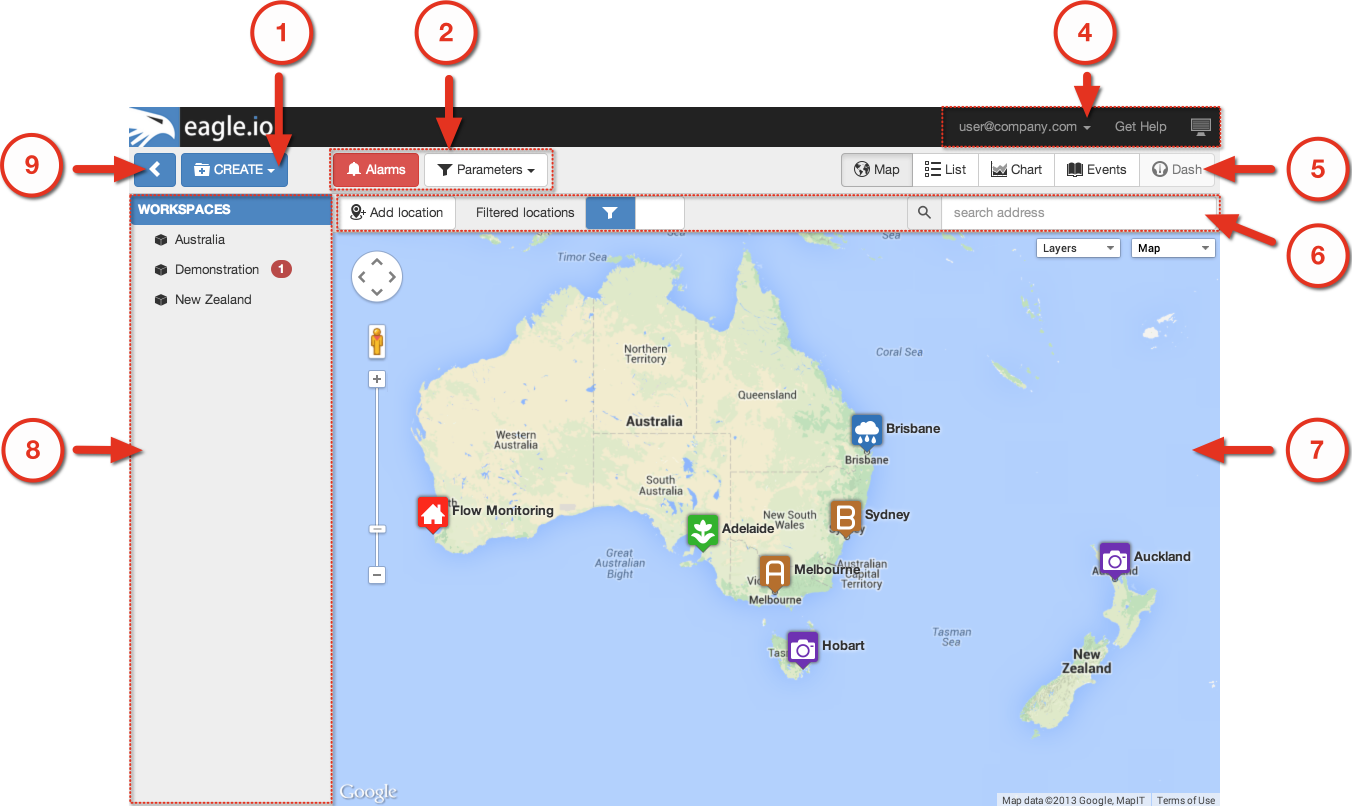 1
2
4
eagle.io
user@company.com
Get Help
9
CREATE
Alarms
Parameters
Map
List
Chart
Events
Dash
5
WORKSPACES
Add location
Filtered locations
search address
6
Australia
Demonstration 1
New Zealand
Layers
Map
Timor Sea
Sea
Sea
Coral Sea
Northern
Territory
Queensland
Australia
Western
Australia
South
Australia
Brisbane
Brisbane
8
7
Flow Monitoring
Adelaide
New South
Wales
B
Sydney
Great
Australian
Bight
A
Melbourne
Melbourne
Australian
Capital
Territory
Auckland
Hobart
Tasman
Sea
New
Zealand
Google
Map data ©2013 Google, MapIT
Terms of Use